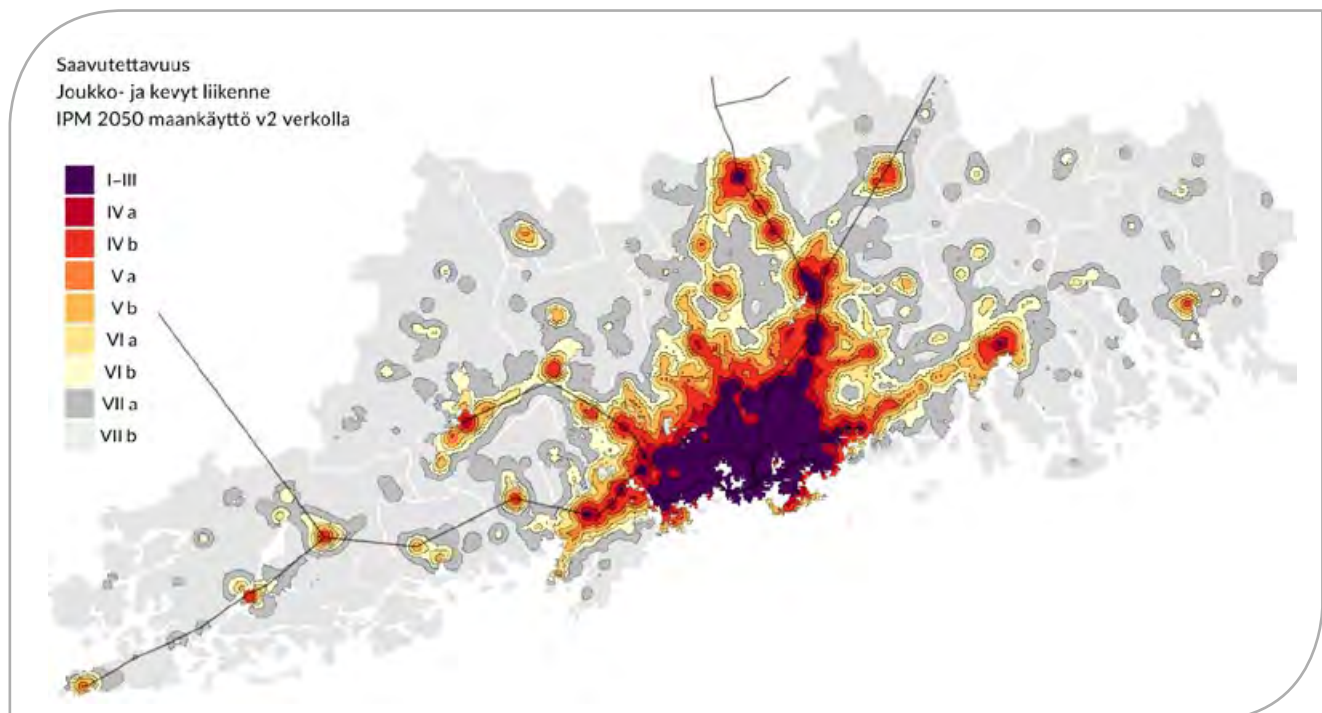 Saavutettavuus
Joukko- ja kevyt liikenne
IPM 2050 maankäyttö v2 verkolla
I–III
IV a
IV b
V a
V b
VI a
VI b
VII a
VII b